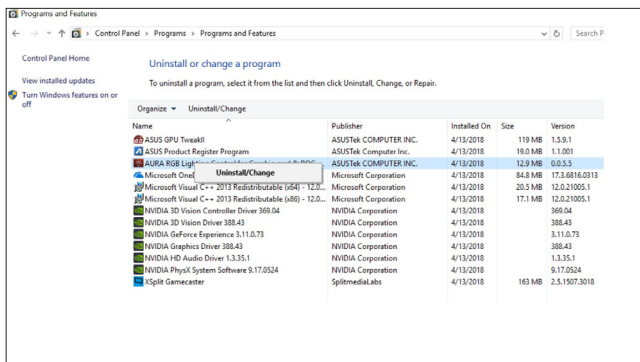 Programs and Features
Control Panel > Programs > Programs and Features
Search P
Control Panel Home
View installed updates
Turn Windows features on or
off
Uninstall or change a program
To uninstall a program, select it from the list and then click Uninstall, Change, or Repair.
Organize Uninstall/Change
Name Publisher Installed On Size Version
ASUS GPU TweakII ASUSTek COMPUTER INC. 4/13/2018 119 MB 1.5.9.1
ASUS Product Register Program ASUSTek Computer Inc. 4/13/2018 19.0 MB 1.1.001
AURA RGB Lighting Control for Graphic card & ROG ASUSTek COMPUTER INC. 4/13/2018 12.9 MB 0.0.5.5
Microsoft OneD Microsoft Corporation 4/13/2018 84.8 MB 17.3.6816.0313
Uninstall/Change
Microsoft Visual C++ 2013 Redistributable (x64) - 12.0... Microsoft Corporation 4/13/2018 20.5 MB 12.0.21005.1
Microsoft Visual C++ 2013 Redistributable (x86) - 12.0... Microsoft Corporation 4/13/2018 17.1 MB 12.0.21005.1
NVIDIA 3D Vision Controller Driver 369.04 NVIDIA Corporation 4/13/2018 369.04
NVIDIA 3D Vision Driver 388.43 NVIDIA Corporation 4/13/2018 388.43
NVIDIA GeForce Experience 3.11.0.73 NVIDIA Corporation 4/13/2018 3.11.0.73
NVIDIA Graphics Driver 388.43 NVIDIA Corporation 4/13/2018 388.43
NVIDIA HD Audio Driver 1.3.35.1 NVIDIA Corporation 4/13/2018 1.3.35.1
NVIDIA PhysX System Software 9.17.0524 NVIDIA Corporation 4/13/2018 9.17.0524
XSplit Gamecaster SplitmediaLabs 4/13/2018 163 MB 2.5.1507.3018